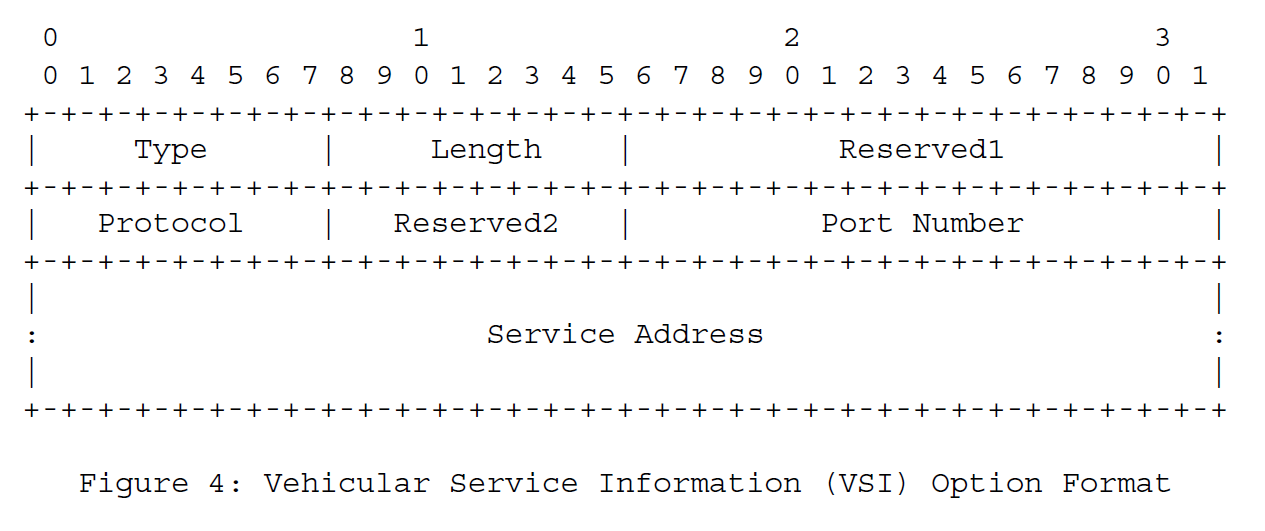 0                   1                   2                   3
0 1 2 3 4 5 6 7 8 9 0 1 2 3 4 5 6 7 8 9 0 1 2 3 4 5 6 7 8 9 0 1
+-+-+-+-+-+-+-+-+-+-+-+-+-+-+-+-+-+-+-+-+-+-+-+-+-+-+-+-+-+-+-+-+
|     Type      |     Length    |           Reserved1           |
+-+-+-+-+-+-+-+-+-+-+-+-+-+-+-+-+-+-+-+-+-+-+-+-+-+-+-+-+-+-+-+-+
|   Protocol    |   Reserved2   |          Port Number          |
+-+-+-+-+-+-+-+-+-+-+-+-+-+-+-+-+-+-+-+-+-+-+-+-+-+-+-+-+-+-+-+-+
|                                                               |
:                        Service Address                        :
|                                                               |
+-+-+-+-+-+-+-+-+-+-+-+-+-+-+-+-+-+-+-+-+-+-+-+-+-+-+-+-+-+-+-+-+
Figure 4: Vehicular Service Information (VSI) Option Format